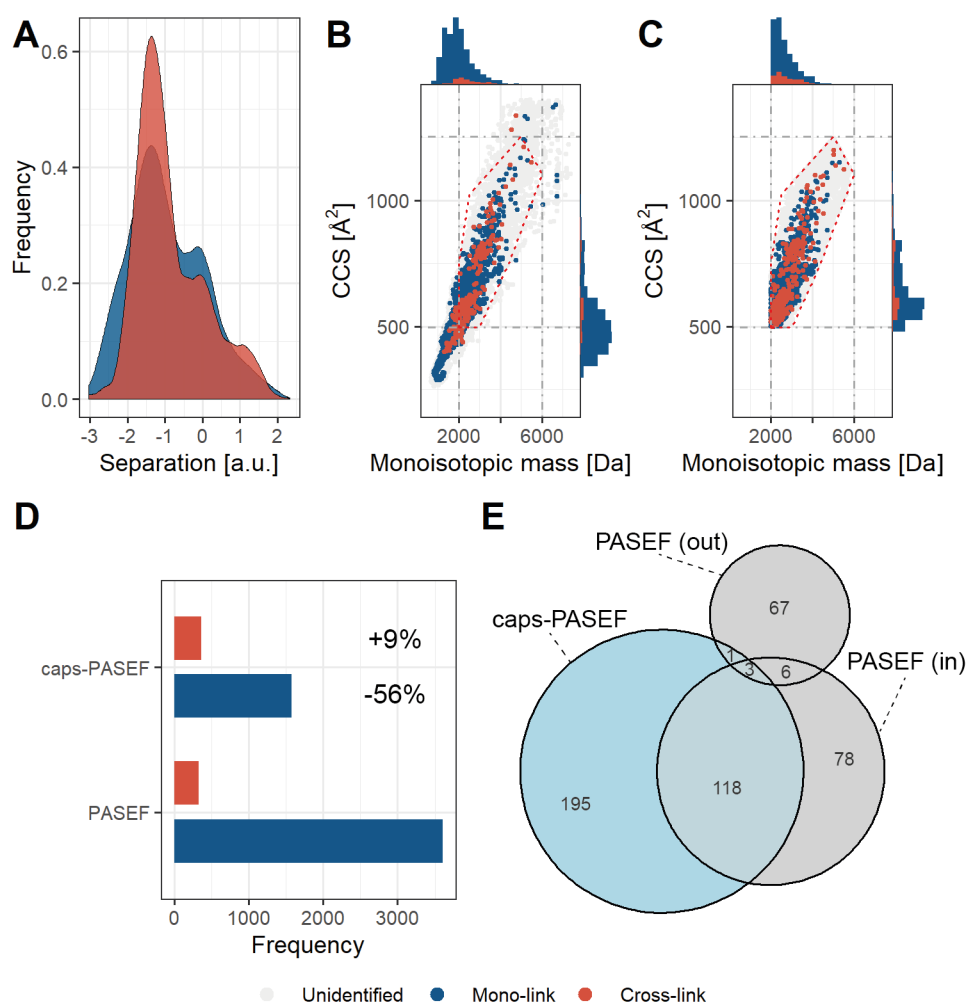 A
0.6
0.4
0.2
0.0
Frequency
-3 -2 -1 0 1 2
Separation [a.u.]
B
1000
500
CCS [Å²]
2000 6000
Monoisotopic mass [Da]
C
1000
500
CCS [Å²]
2000 6000
Monoisotopic mass [Da]
D
caps-PASEF
PASEF
+9%
-56%
0 1000 2000 3000
Frequency
E
PASEF (out)
caps-PASEF
PASEF (in)
67
1
3
6
78
118
195
Unidentified Mono-link Cross-link